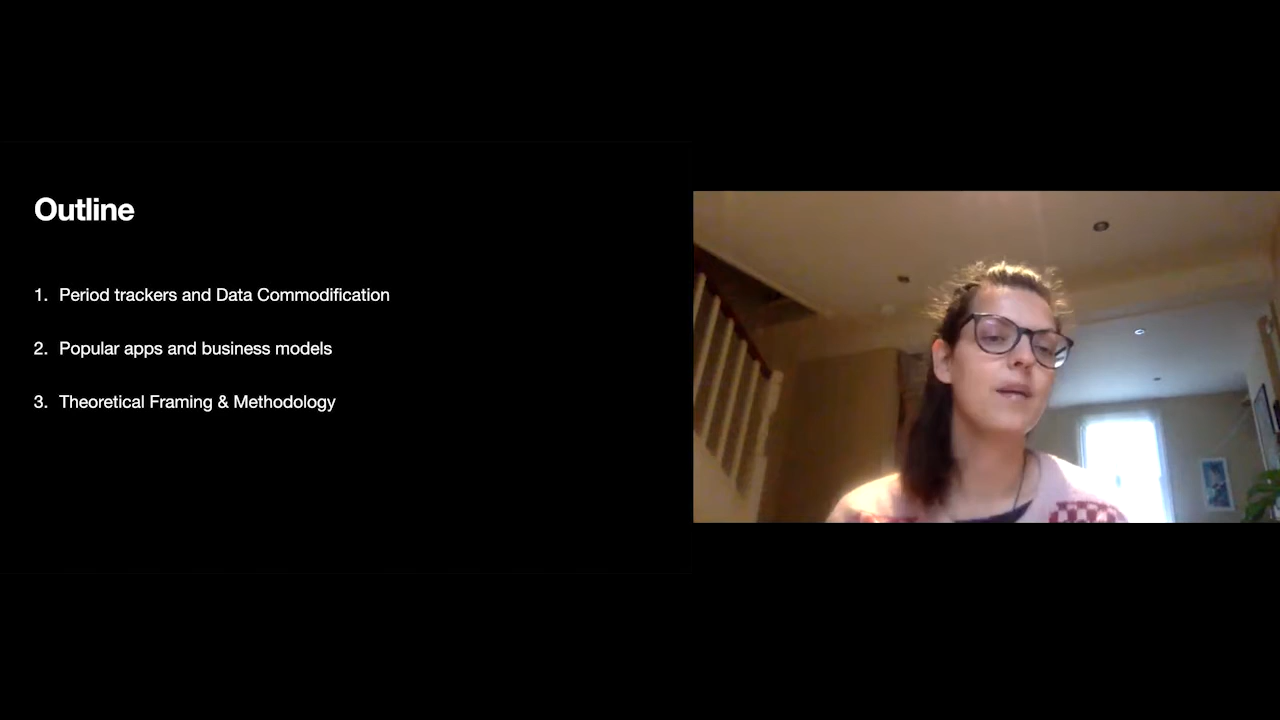 Outline
1. Period trackers and Data Commodification
2. Popular apps and business models
3. Theoretical Framing & Methodology